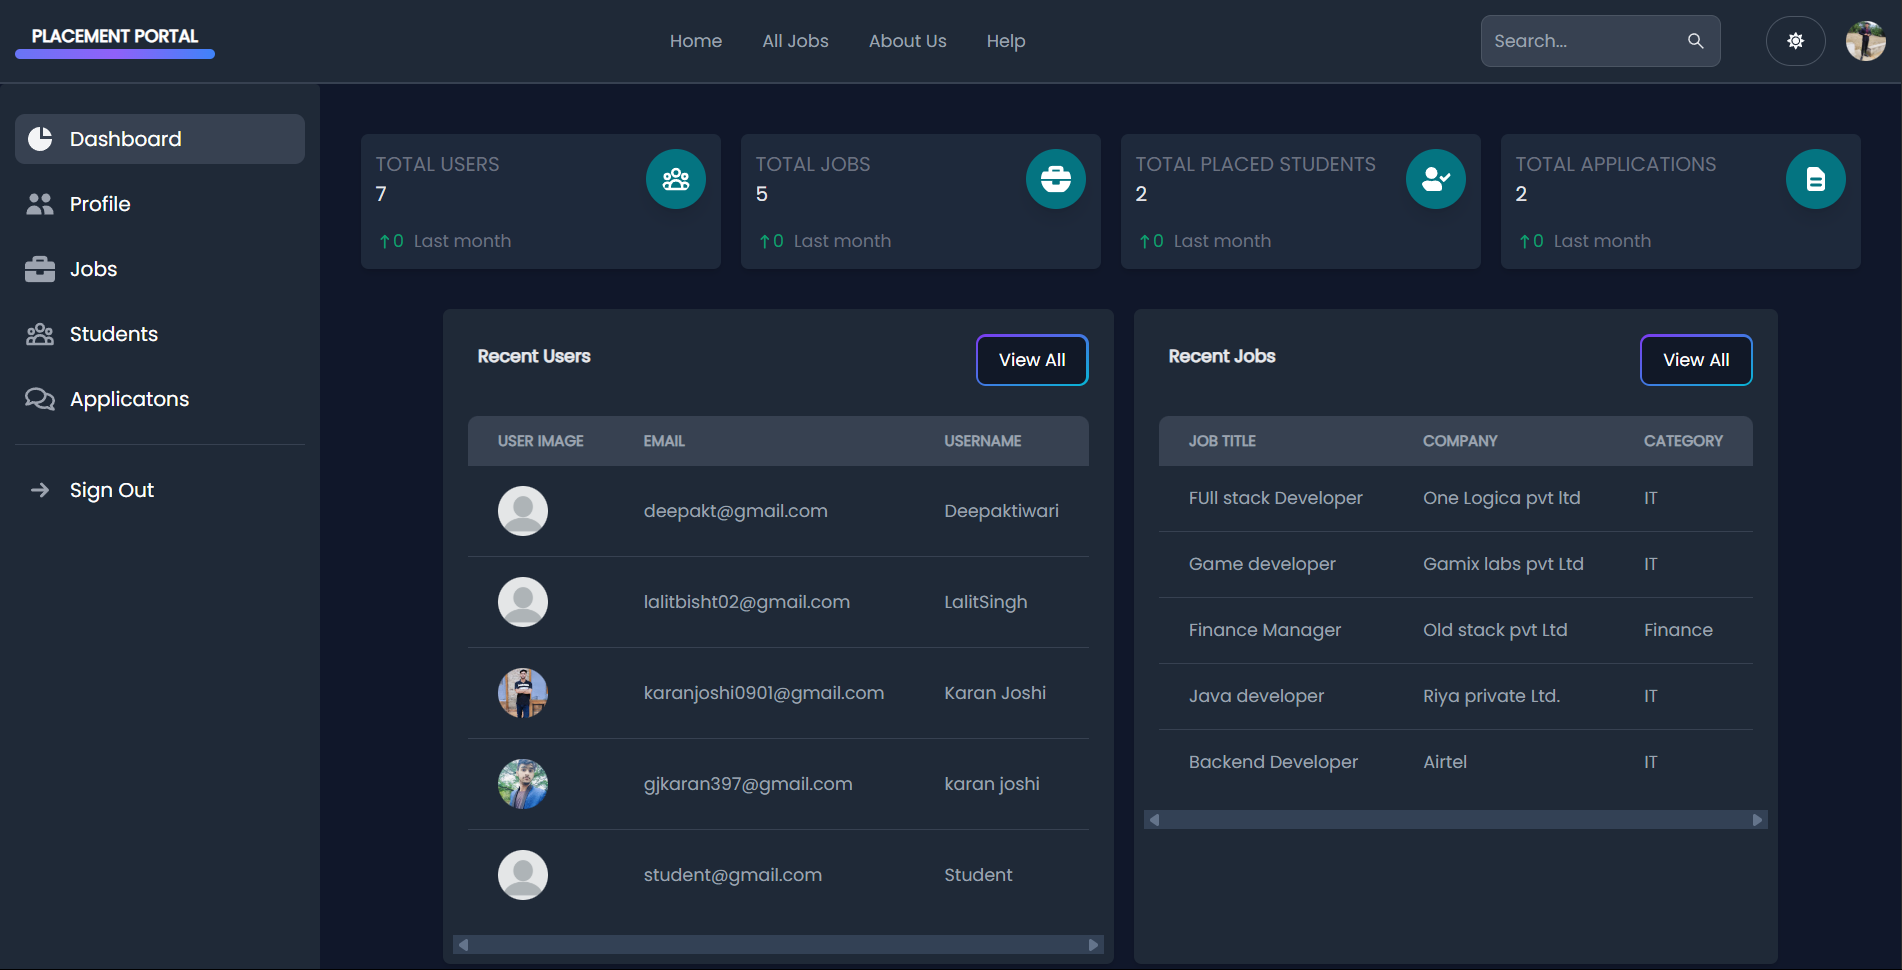 PLACEMENT PORTAL
Home All Jobs About Us Help
Search...
Dashboard
Profile
Jobs
Students
Applicatons
Sign Out
TOTAL USERS
7
↑0 Last month
TOTAL JOBS
5
↑0 Last month
TOTAL PLACED STUDENTS
2
↑0 Last month
TOTAL APPLICATIONS
2
↑0 Last month
Recent Users
View All
USER IMAGE EMAIL USERNAME
deepakt@gmail.com Deepaktiwari
lalitbisht02@gmail.com LalitSingh
karanjoshi0901@gmail.com Karan Joshi
gjkaran397@gmail.com karan joshi
student@gmail.com Student
Recent Jobs
View All
JOB TITLE COMPANY CATEGORY
FUll stack Developer One Logica pvt ltd IT
Game developer Gamix labs pvt Ltd IT
Finance Manager Old stack pvt Ltd Finance
Java developer Riya private Ltd. IT
Backend Developer Airtel IT